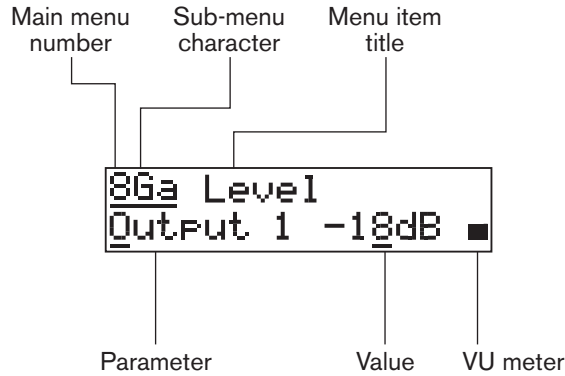 Main menu number
Sub-menu character
Menu item title
8Ga Level
Output 1 -18dB
Parameter
Value
VU meter